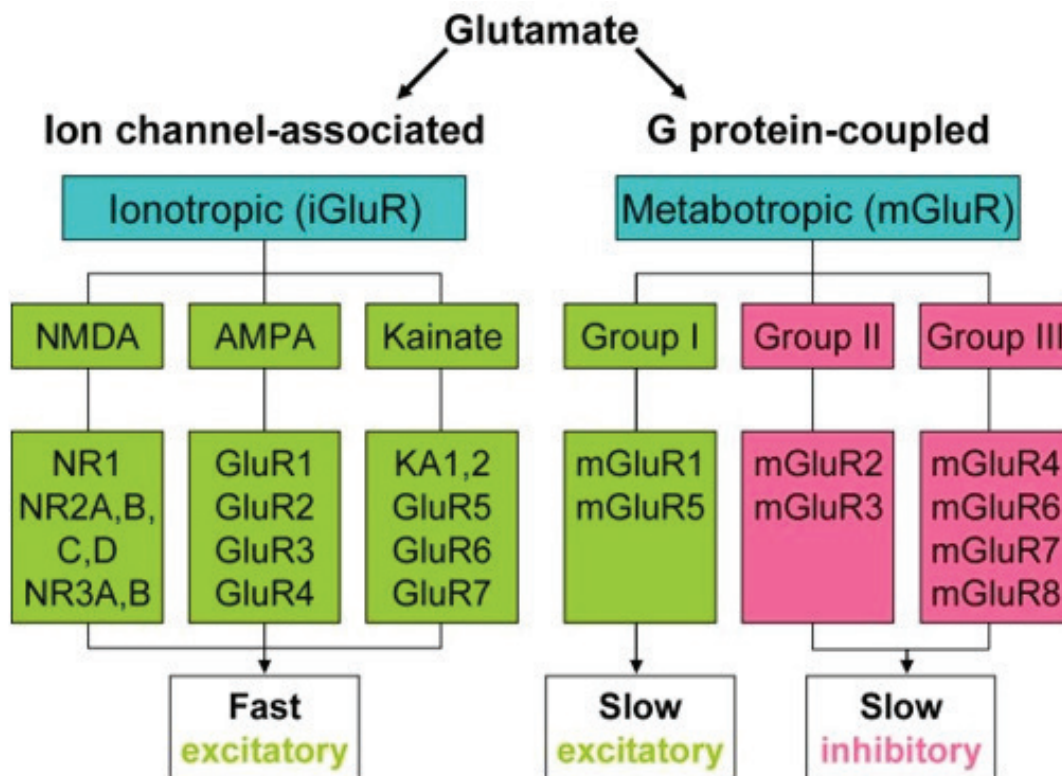 Glutamate
Ion channel-associated
G protein-coupled
Ionotropic (iGluR)
Metabotropic (mGluR)
NMDA
AMPA
Kainate
Group I
Group II
Group III
NR1
NR2A,B,
C,D
NR3A,B
GluR1
GluR2
GluR3
GluR4
KA1,2
GluR5
GluR6
GluR7
mGluR1
mGluR5
mGluR2
mGluR3
mGluR4
mGluR6
mGluR7
mGluR8
Fast
excitatory
Slow
excitatory
Slow
inhibitory